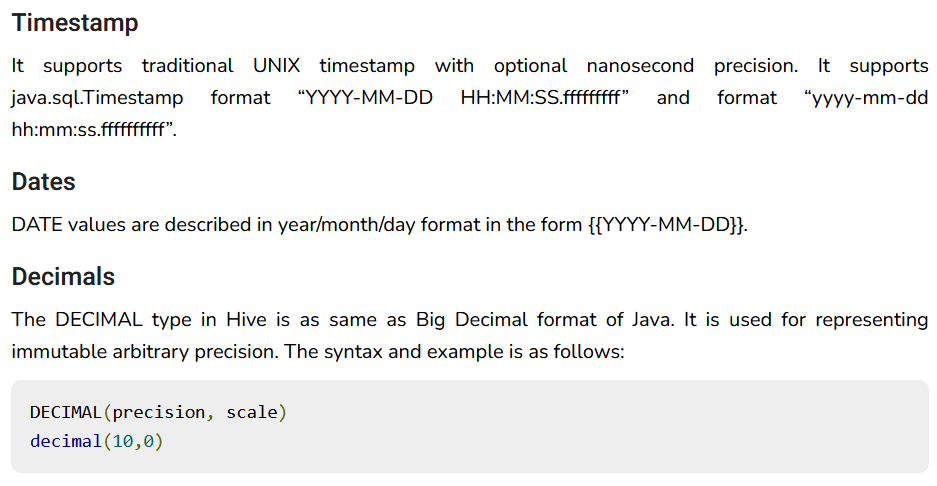 Timestamp
It supports traditional UNIX timestamp with optional nanosecond precision. It supports
java.sql.Timestamp format “YYYY-MM-DD HH:MM:SS.fffffffff” and format “yyyy-mm-dd
hh:mm:ss.ffffffffff”.
Dates
DATE values are described in year/month/day format in the form {{YYYY-MM-DD}}.
Decimals
The DECIMAL type in Hive is as same as Big Decimal format of Java. It is used for representing
immutable arbitrary precision. The syntax and example is as follows:
DECIMAL(precision, scale)
decimal(10,0)